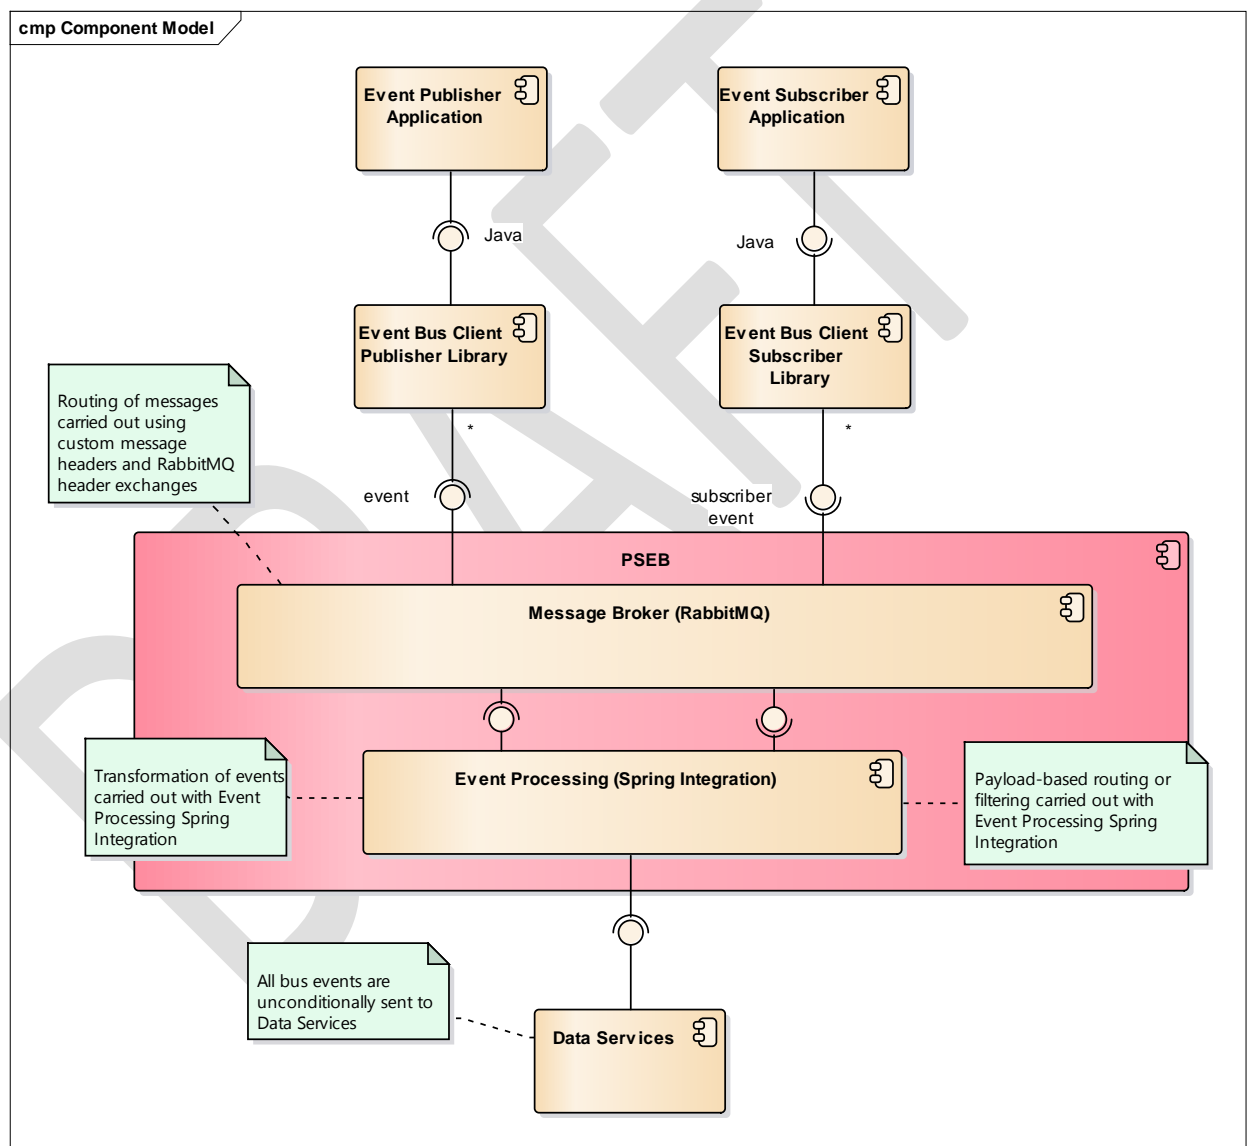 cmp Component Model
Event Publisher
Application
Event Subscriber
Application
Java
Java
Event Bus Client
Publisher Library
Event Bus Client
Subscriber
Library
Routing of messages
carried out using
custom message
headers and RabbitMQ
header exchanges
*
*
event
subscriber
event
PSEB
Message Broker (RabbitMQ)
Transformation of events
carried out with Event
Processing Spring
Integration
Event Processing (Spring Integration)
Payload-based routing or
filtering carried out with
Event Processing Spring
Integration
All bus events are
unconditionally sent to
Data Services
Data Services
DRAFT